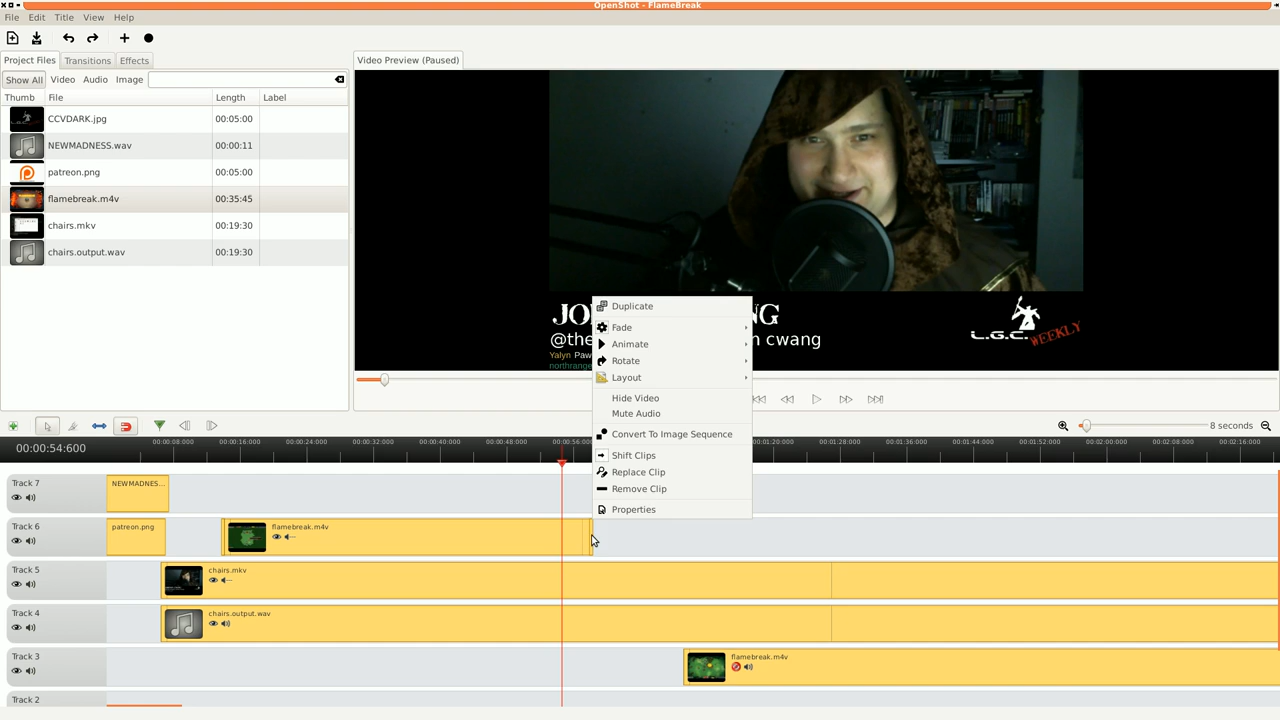 OpenShot - FlameBreak
File Edit Title View Help
Project Files Transitions Effects
Video Preview (Paused)
Show All Video Audio Image
Thumb File Length Label
CCVDARK.jpg 00:05:00
NEWMADNESS.wav 00:00:11
patreon.png 00:05:00
flamebreak.m4v 00:35:45
chairs.mkv 00:19:30
chairs.output.wav 00:19:30
L.G.C. WEEKLY
cwang
Yalyn
Duplicate
Fade
Animate
Rotate
Layout
Hide Video
Mute Audio
Convert To Image Sequence
Shift Clips
Replace Clip
Remove Clip
Properties
8 seconds
00:00:54:600
00:00:08:000 00:00:16:000 00:00:24:000 00:00:32:000 00:00:40:000 00:00:48:000 00:00:56:000 00:01:20:000 00:01:28:000 00:01:36:000 00:01:44:000 00:01:52:000 00:02:00:000 00:02:08:000 00:02:16:000
Track 7 NEWMADNES...
Track 6 patreon.png flamebreak.m4v
Track 5 chairs.mkv
Track 4 chairs.output.wav
Track 3 flamebreak.m4v
Track 2